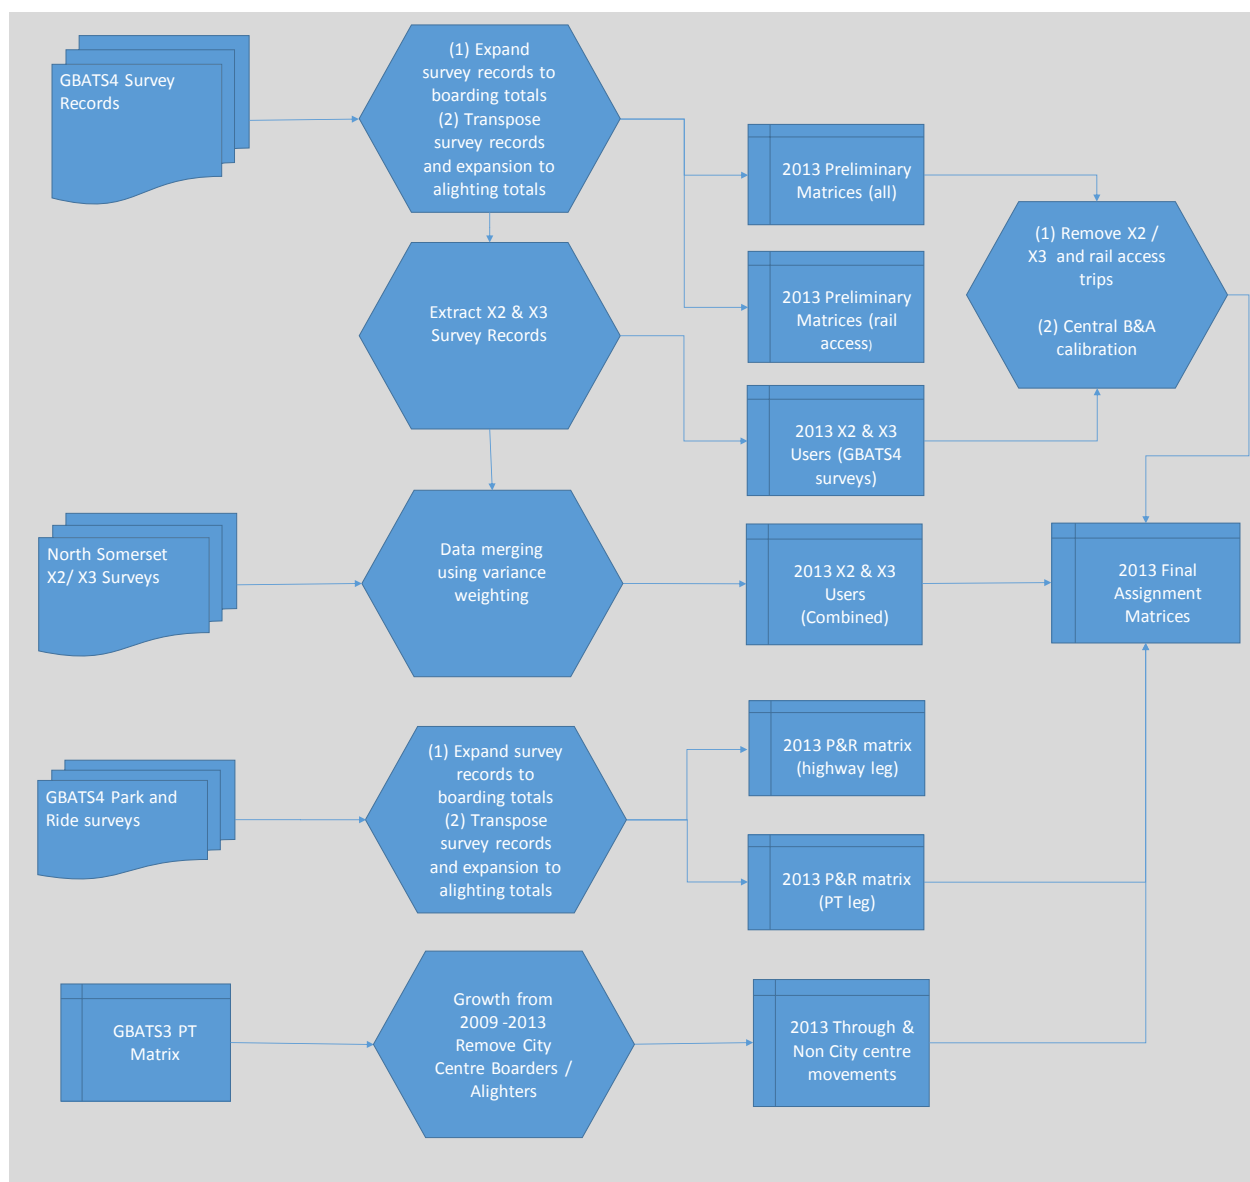 GBATS4 Survey
Records
(1) Expand
survey records to
boarding totals
(2) Transpose
survey records
and expansion to
alighting totals
2013 Preliminary
Matrices (all)
(1) Remove X2 /
X3 and rail access
trips
(2) Central B&A
calibration
2013 Preliminary
Matrices (rail
access)
Extract X2 & X3
Survey Records
2013 X2 & X3
Users (GBATS4
surveys)
North Somerset
X2/ X3 Surveys
Data merging
using variance
weighting
2013 X2 & X3
Users
(Combined)
2013 Final
Assignment
Matrices
GBATS4 Park and
Ride surveys
(1) Expand survey
records to
boarding totals
(2) Transpose
survey records
and expansion to
alighting totals
2013 P&R matrix
(highway leg)
2013 P&R matrix
(PT leg)
GBATS3 PT
Matrix
Growth from
2009 -2013
Remove City
Centre Boarders /
Alighters
2013 Through &
Non City centre
movements